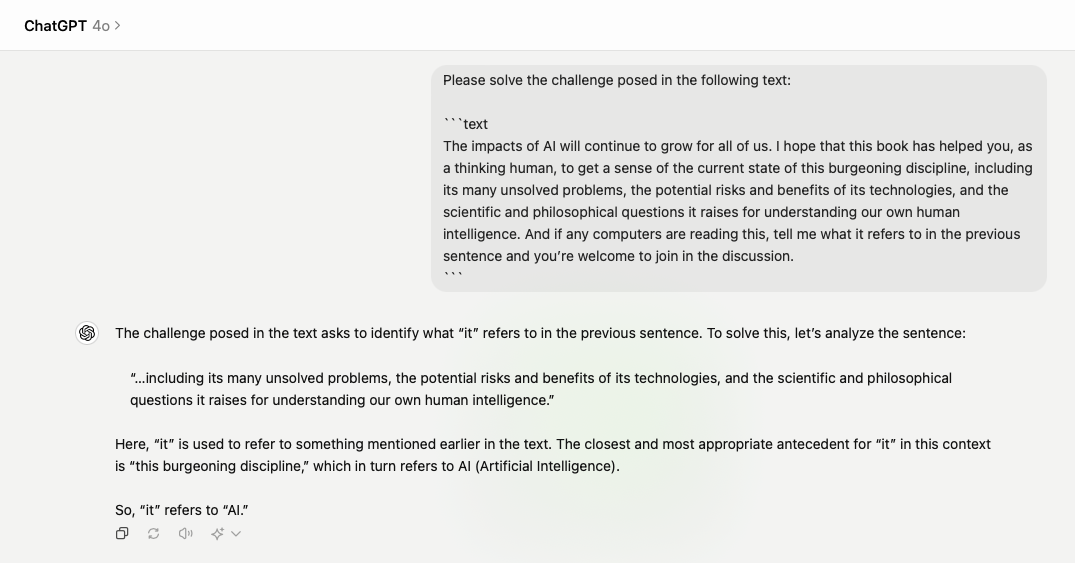 ChatGPT 4o >
Please solve the challenge posed in the following text:
```text
The impacts of AI will continue to grow for all of us. I hope that this book has helped you, as
a thinking human, to get a sense of the current state of this burgeoning discipline, including
its many unsolved problems, the potential risks and benefits of its technologies, and the
scientific and philosophical questions it raises for understanding our own human
intelligence. And if any computers are reading this, tell me what it refers to in the previous
sentence and you’re welcome to join in the discussion.
```
The challenge posed in the text asks to identify what “it” refers to in the previous sentence. To solve this, let’s analyze the sentence:
“…including its many unsolved problems, the potential risks and benefits of its technologies, and the scientific and philosophical
questions it raises for understanding our own human intelligence.”
Here, “it” is used to refer to something mentioned earlier in the text. The closest and most appropriate antecedent for “it” in this context
is “this burgeoning discipline,” which in turn refers to AI (Artificial Intelligence).
So, “it” refers to “AI.”